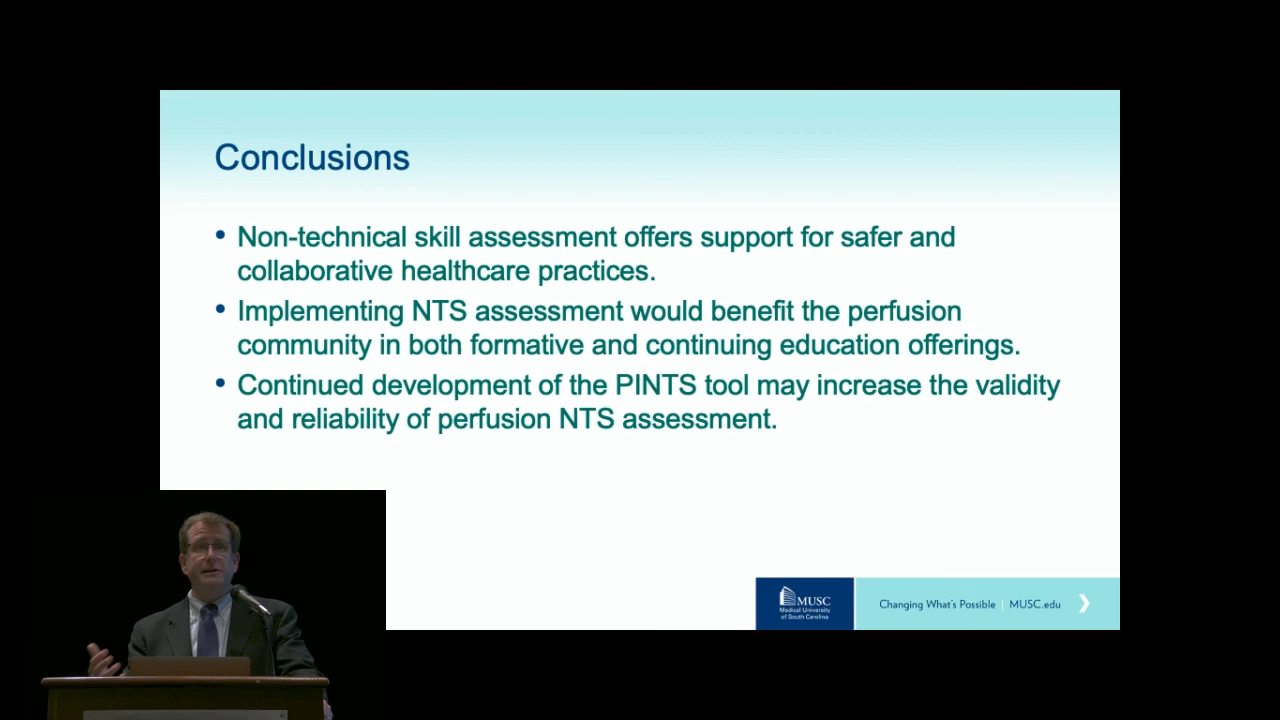 Conclusions
• Non-technical skill assessment offers support for safer and
collaborative healthcare practices.
• Implementing NTS assessment would benefit the perfusion
community in both formative and continuing education offerings.
• Continued development of the PINTS tool may increase the validity
and reliability of perfusion NTS assessment.
MUSC
Medical University
of South Carolina
Changing What's Possible | MUSC.edu